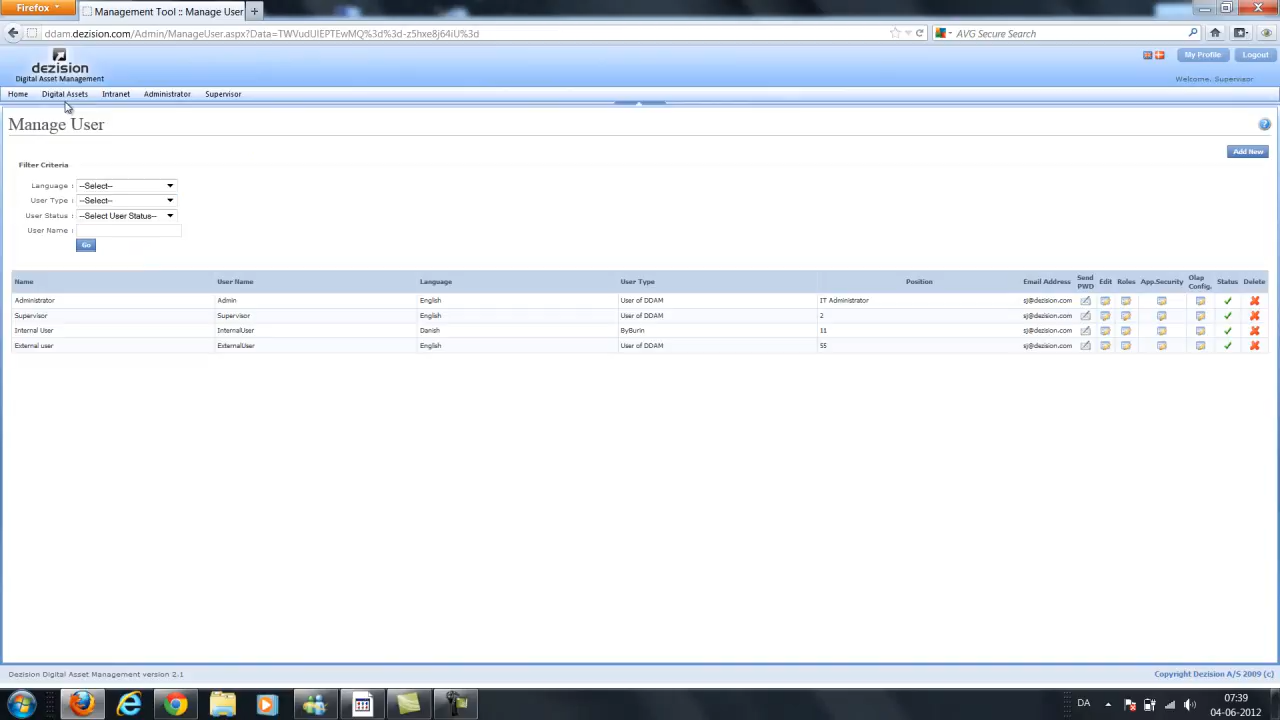 Firefox
Management Tool :: Manage User
ddam.dezision.com/Admin/ManageUser.aspx?Data=TWVudUlEPTEwMQ%3d%3d-z5hxe8j64iU%3d
AVG Secure Search
dezision
Digital Asset Management
My Profile
Logout
Welcome, Supervisor
Home Digital Assets Intranet Administrator Supervisor
Manage User
Add New
Filter Criteria
Language : --Select--
User Type : --Select--
User Status : --Select User Status--
User Name :
Go
Name User Name Language User Type Position Email Address Send PWD Edit Roles App.Security Olap Config. Status Delete
Administrator Admin English User of DDAM IT Administrator sj@dezision.com
Supervisor Supervisor English User of DDAM 2 sj@dezision.com
Internal User InternalUser Danish ByBurin 11 sj@dezision.com
External user ExternalUser English User of DDAM 55 sj@dezision.com
Dezision Digital Asset Management version 2.1
Copyright Dezision A/S 2009 (c)
DA
07:39
04-06-2012